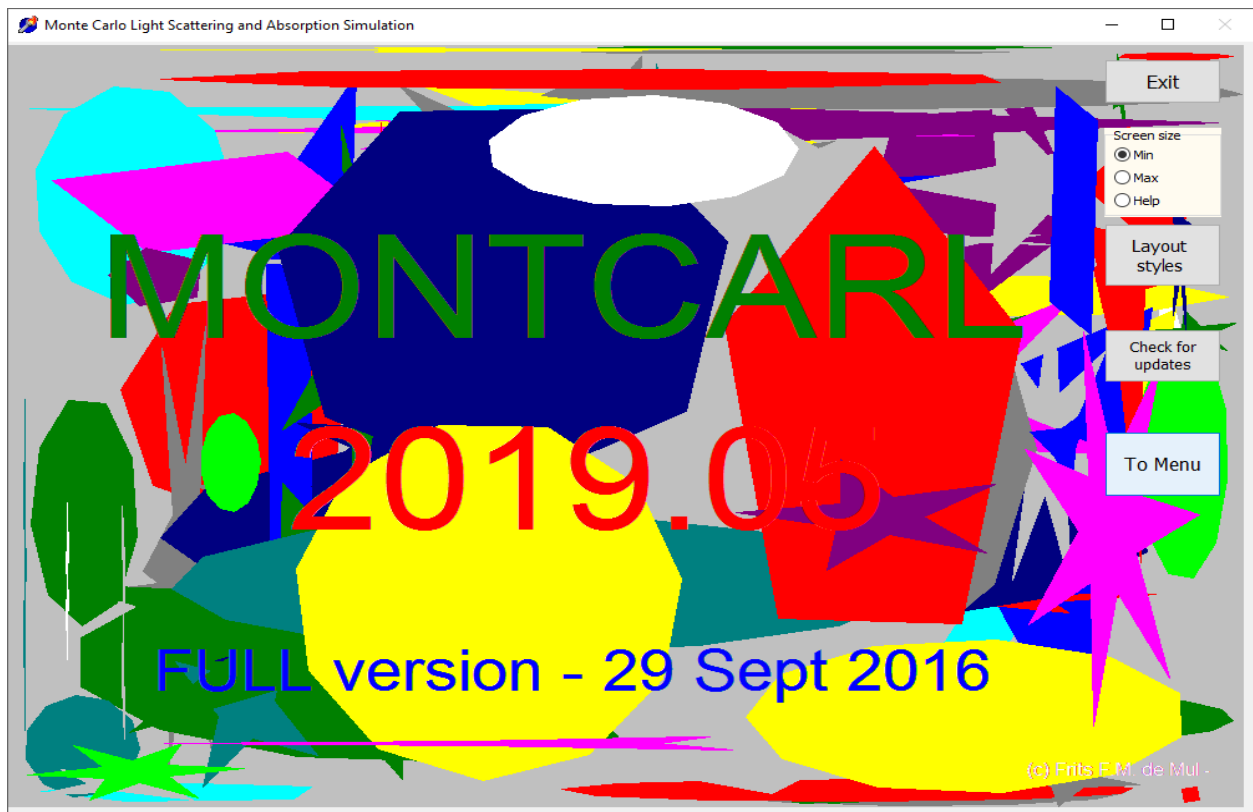 Monte Carlo Light Scattering and Absorption Simulation
Exit
Screen size
Min
Max
Help
Layout
styles
MONTCARL
Check for
updates
2019.05
To Menu
FULL version - 29 Sept 2016
(c) Frits F.M. de Mul -